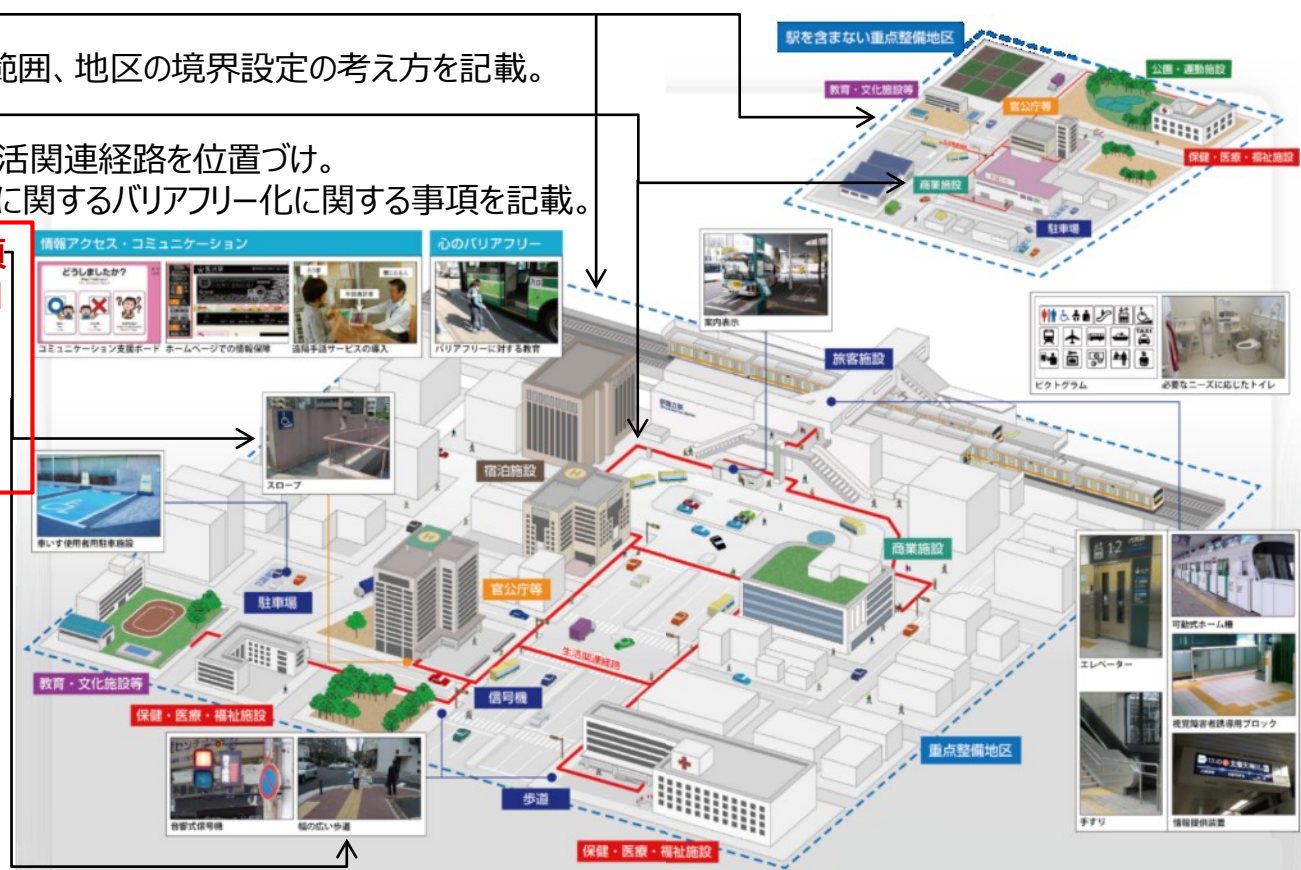 範囲、地区の境界設定の考え方を記載。
活関連経路を位置づけ。
に関するバリアフリー化に関する事項を記載。
駅を含まない重点整備地区
公園・運動施設
教育・文化施設等
官公庁等
保健・医療・福祉施設
商業施設
駐車場
情報アクセス・コミュニケーション
心のバリアフリー
どうしましたか?
コミュニケーション支援ボード
ホームページでの情報保障
遠隔手話サービスの導入
バリアフリーに対する教育
案内表示
旅客施設
TAXI
ピクトグラム
必要なニーズに応じたトイレ
スロープ
宿泊施設
車いす使用者用駐車施設
駐車場
官公庁等
商業施設
生活関連経路
12
エレベーター
可動式ホーム柵
視覚障害者誘導用ブロック
手すり
情報提供装置
教育・文化施設等
保健・医療・福祉施設
信号機
重点整備地区
音響式信号機
幅の広い歩道
歩道
保健・医療・福祉施設